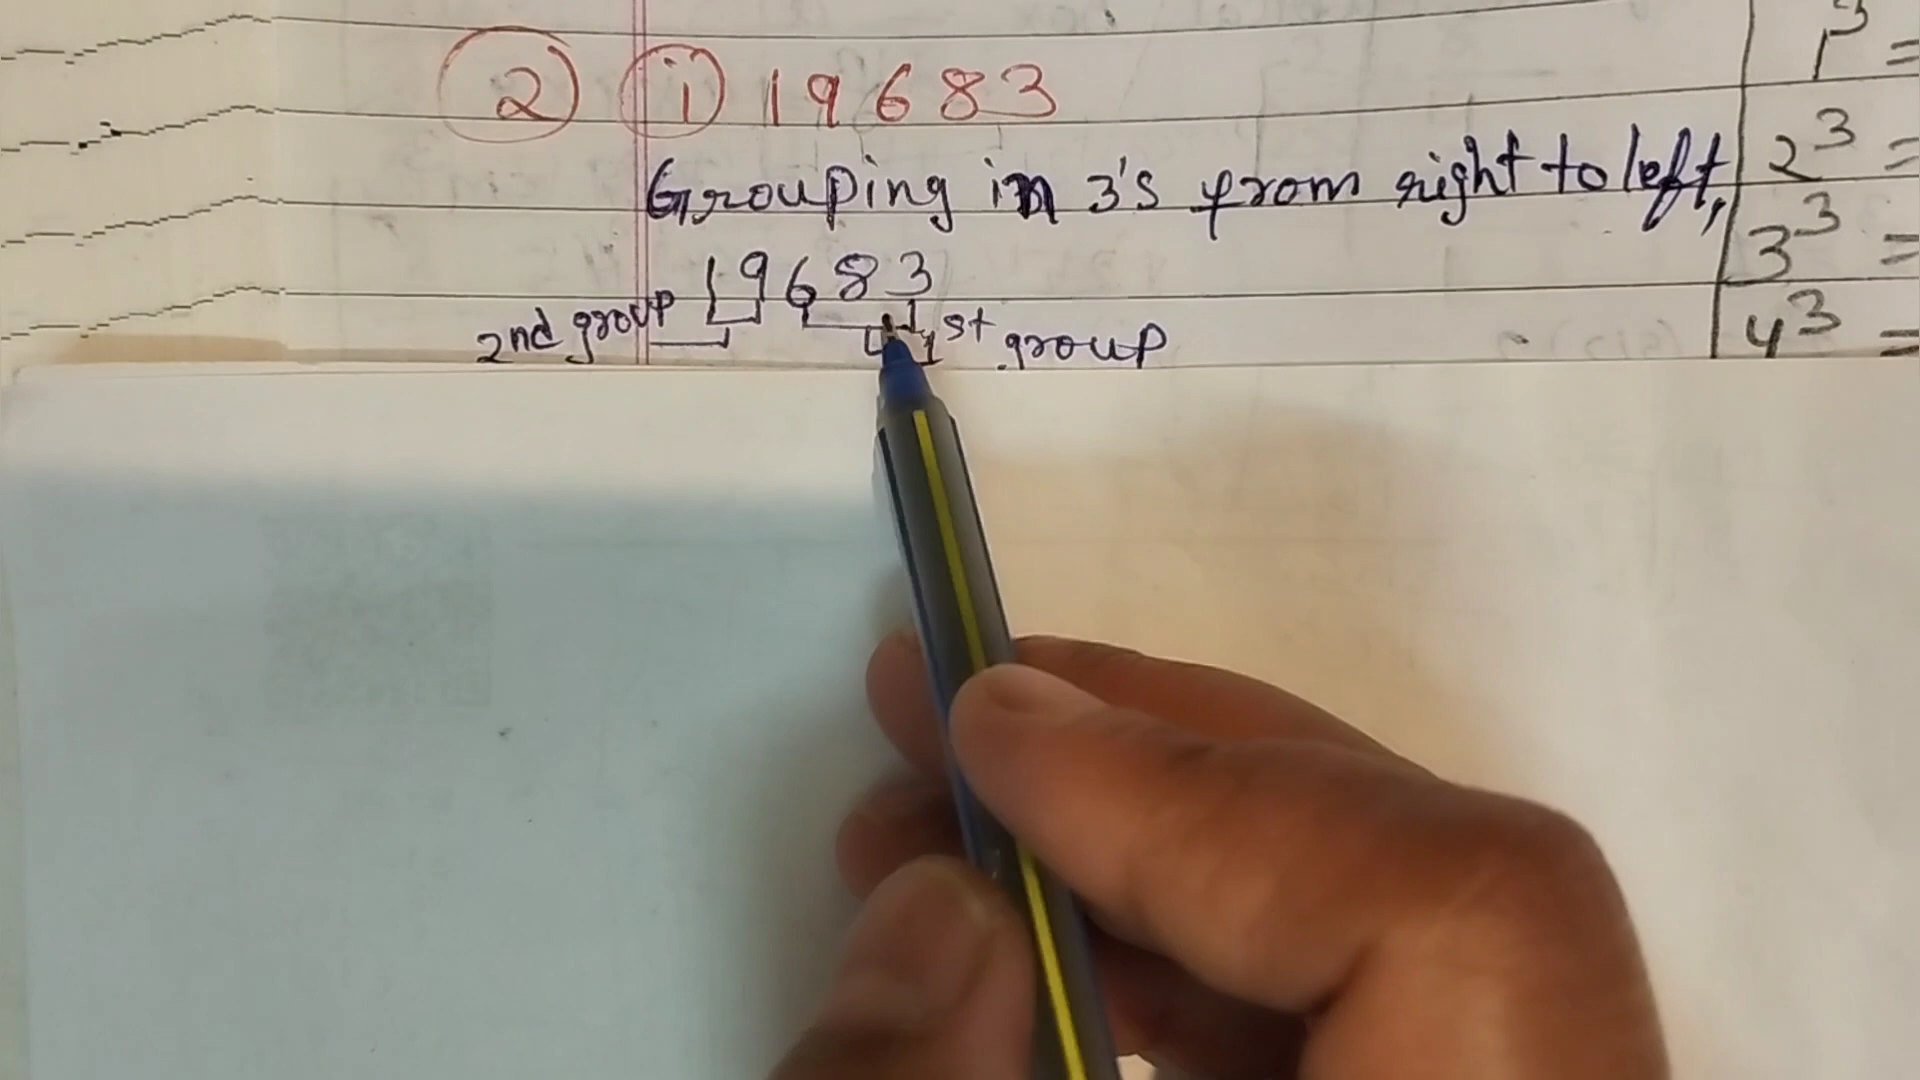 2 i 19683
Grouping in 3's from right to left,
19683
2nd group 1st group
1³ =
2³ =
3³ =
4³ =